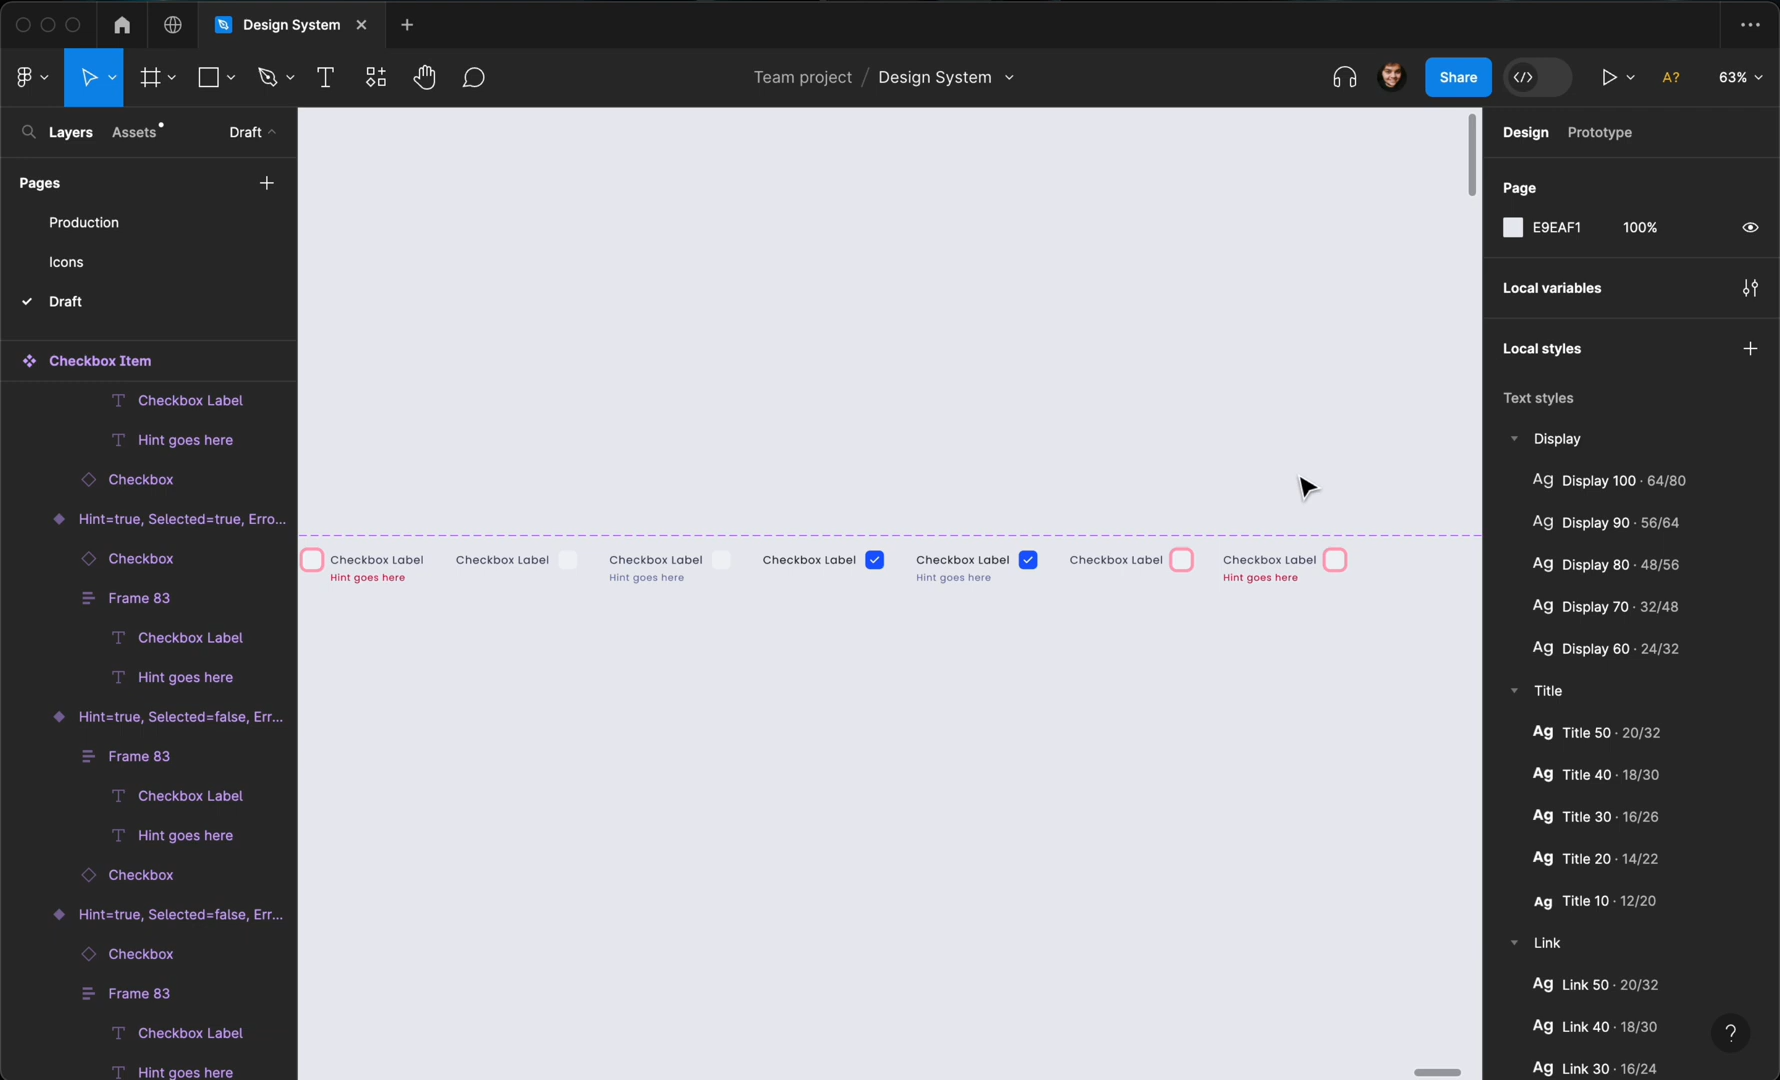 Design System
Team project / Design System
Share
A?
63%
Layers
Assets
Draft
Pages
Production
Icons
Draft
Checkbox Item
Checkbox Label
Hint goes here
Checkbox
Hint=true, Selected=true, Erro...
Checkbox
Frame 83
Checkbox Label
Hint goes here
Hint=true, Selected=false, Err...
Frame 83
Checkbox Label
Hint goes here
Checkbox
Hint=true, Selected=false, Err...
Checkbox
Frame 83
Checkbox Label
Hint goes here
Checkbox Label
Hint goes here
Checkbox Label
Checkbox Label
Hint goes here
Checkbox Label
Checkbox Label
Hint goes here
Checkbox Label
Checkbox Label
Hint goes here
Design
Prototype
Page
E9EAF1 100%
Local variables
Local styles
Text styles
Display
Ag Display 100 · 64/80
Ag Display 90 · 56/64
Ag Display 80 · 48/56
Ag Display 70 · 32/48
Ag Display 60 · 24/32
Title
Ag Title 50 · 20/32
Ag Title 40 · 18/30
Ag Title 30 · 16/26
Ag Title 20 · 14/22
Ag Title 10 · 12/20
Link
Ag Link 50 · 20/32
Ag Link 40 · 18/30
Ag Link 30 · 16/24
?